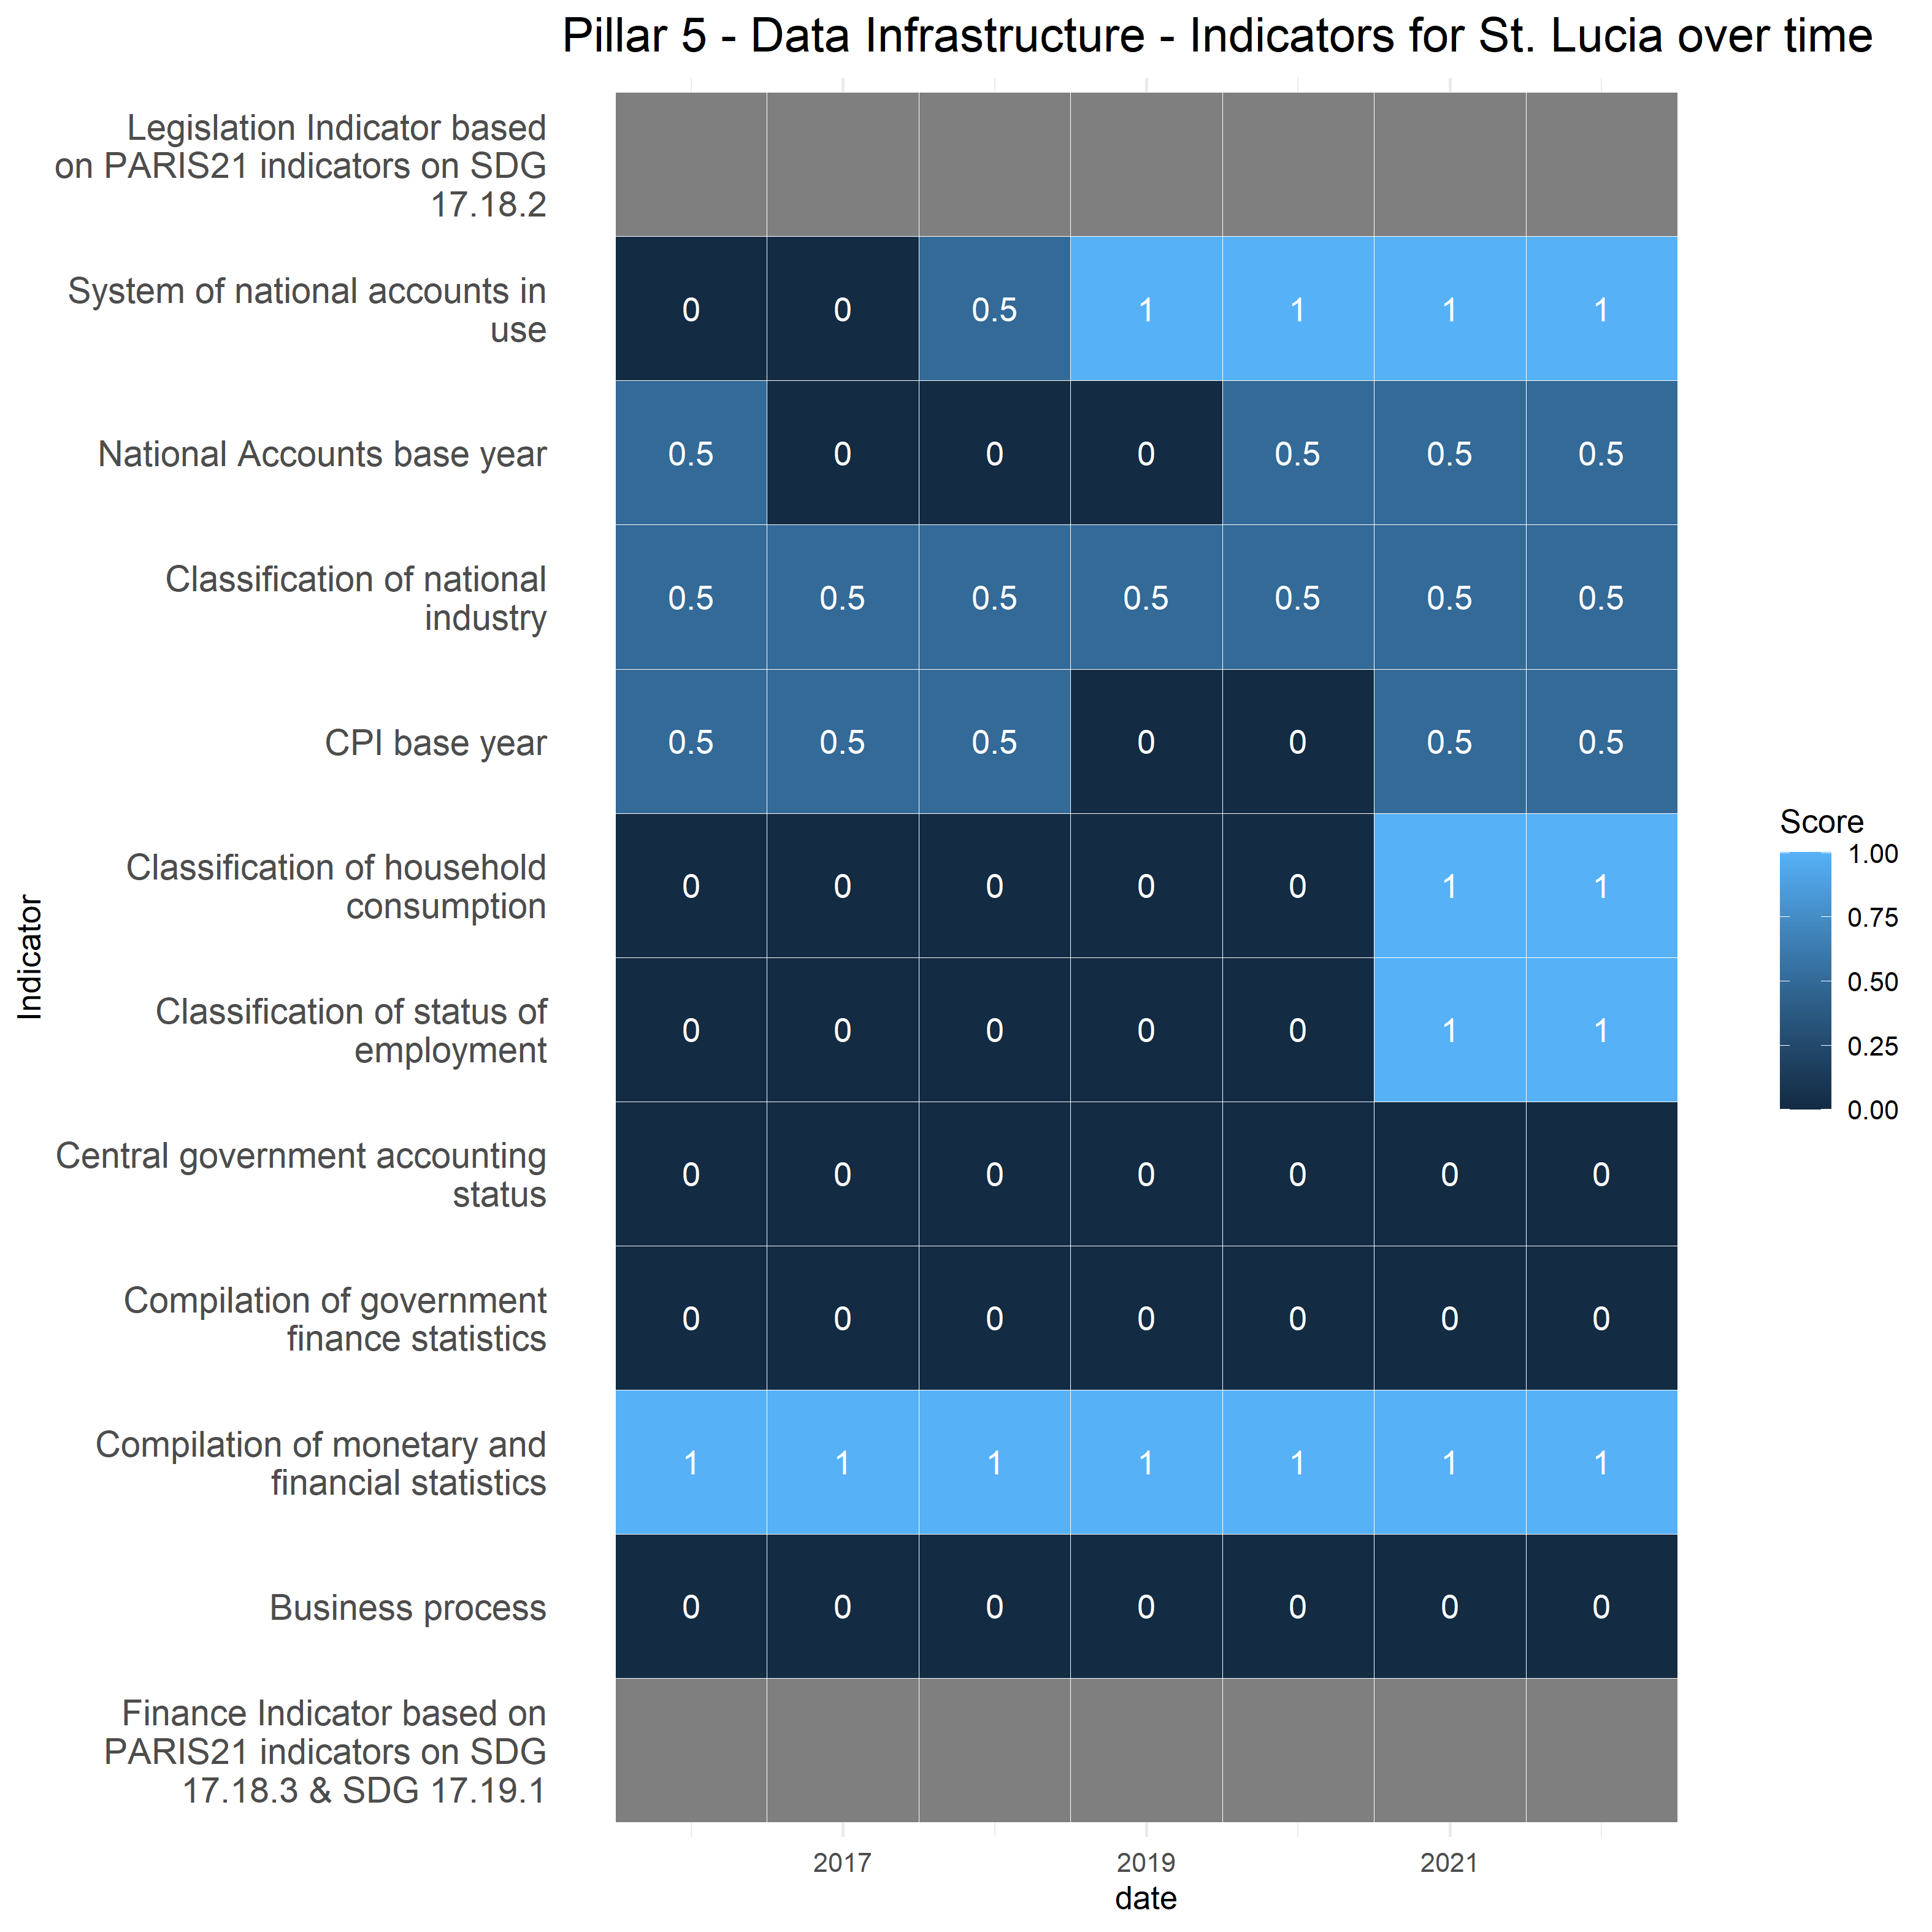 Pillar 5 - Data Infrastructure - Indicators for St. Lucia over time
Legislation Indicator based
on PARIS21 indicators on SDG
17.18.2
System of national accounts in
use
0 0 0.5 1 1 1 1
National Accounts base year
0.5 0 0 0 0.5 0.5 0.5
Classification of national
industry
0.5 0.5 0.5 0.5 0.5 0.5 0.5
CPI base year
0.5 0.5 0.5 0 0 0.5 0.5
Classification of household
consumption
0 0 0 0 0 1 1
Classification of status of
employment
0 0 0 0 0 1 1
Central government accounting
status
0 0 0 0 0 0 0
Compilation of government
finance statistics
0 0 0 0 0 0 0
Compilation of monetary and
financial statistics
1 1 1 1 1 1 1
Business process
0 0 0 0 0 0 0
Finance Indicator based on
PARIS21 indicators on SDG
17.18.3 & SDG 17.19.1
Indicator
2017 2019 2021
date
Score
1.00
0.75
0.50
0.25
0.00